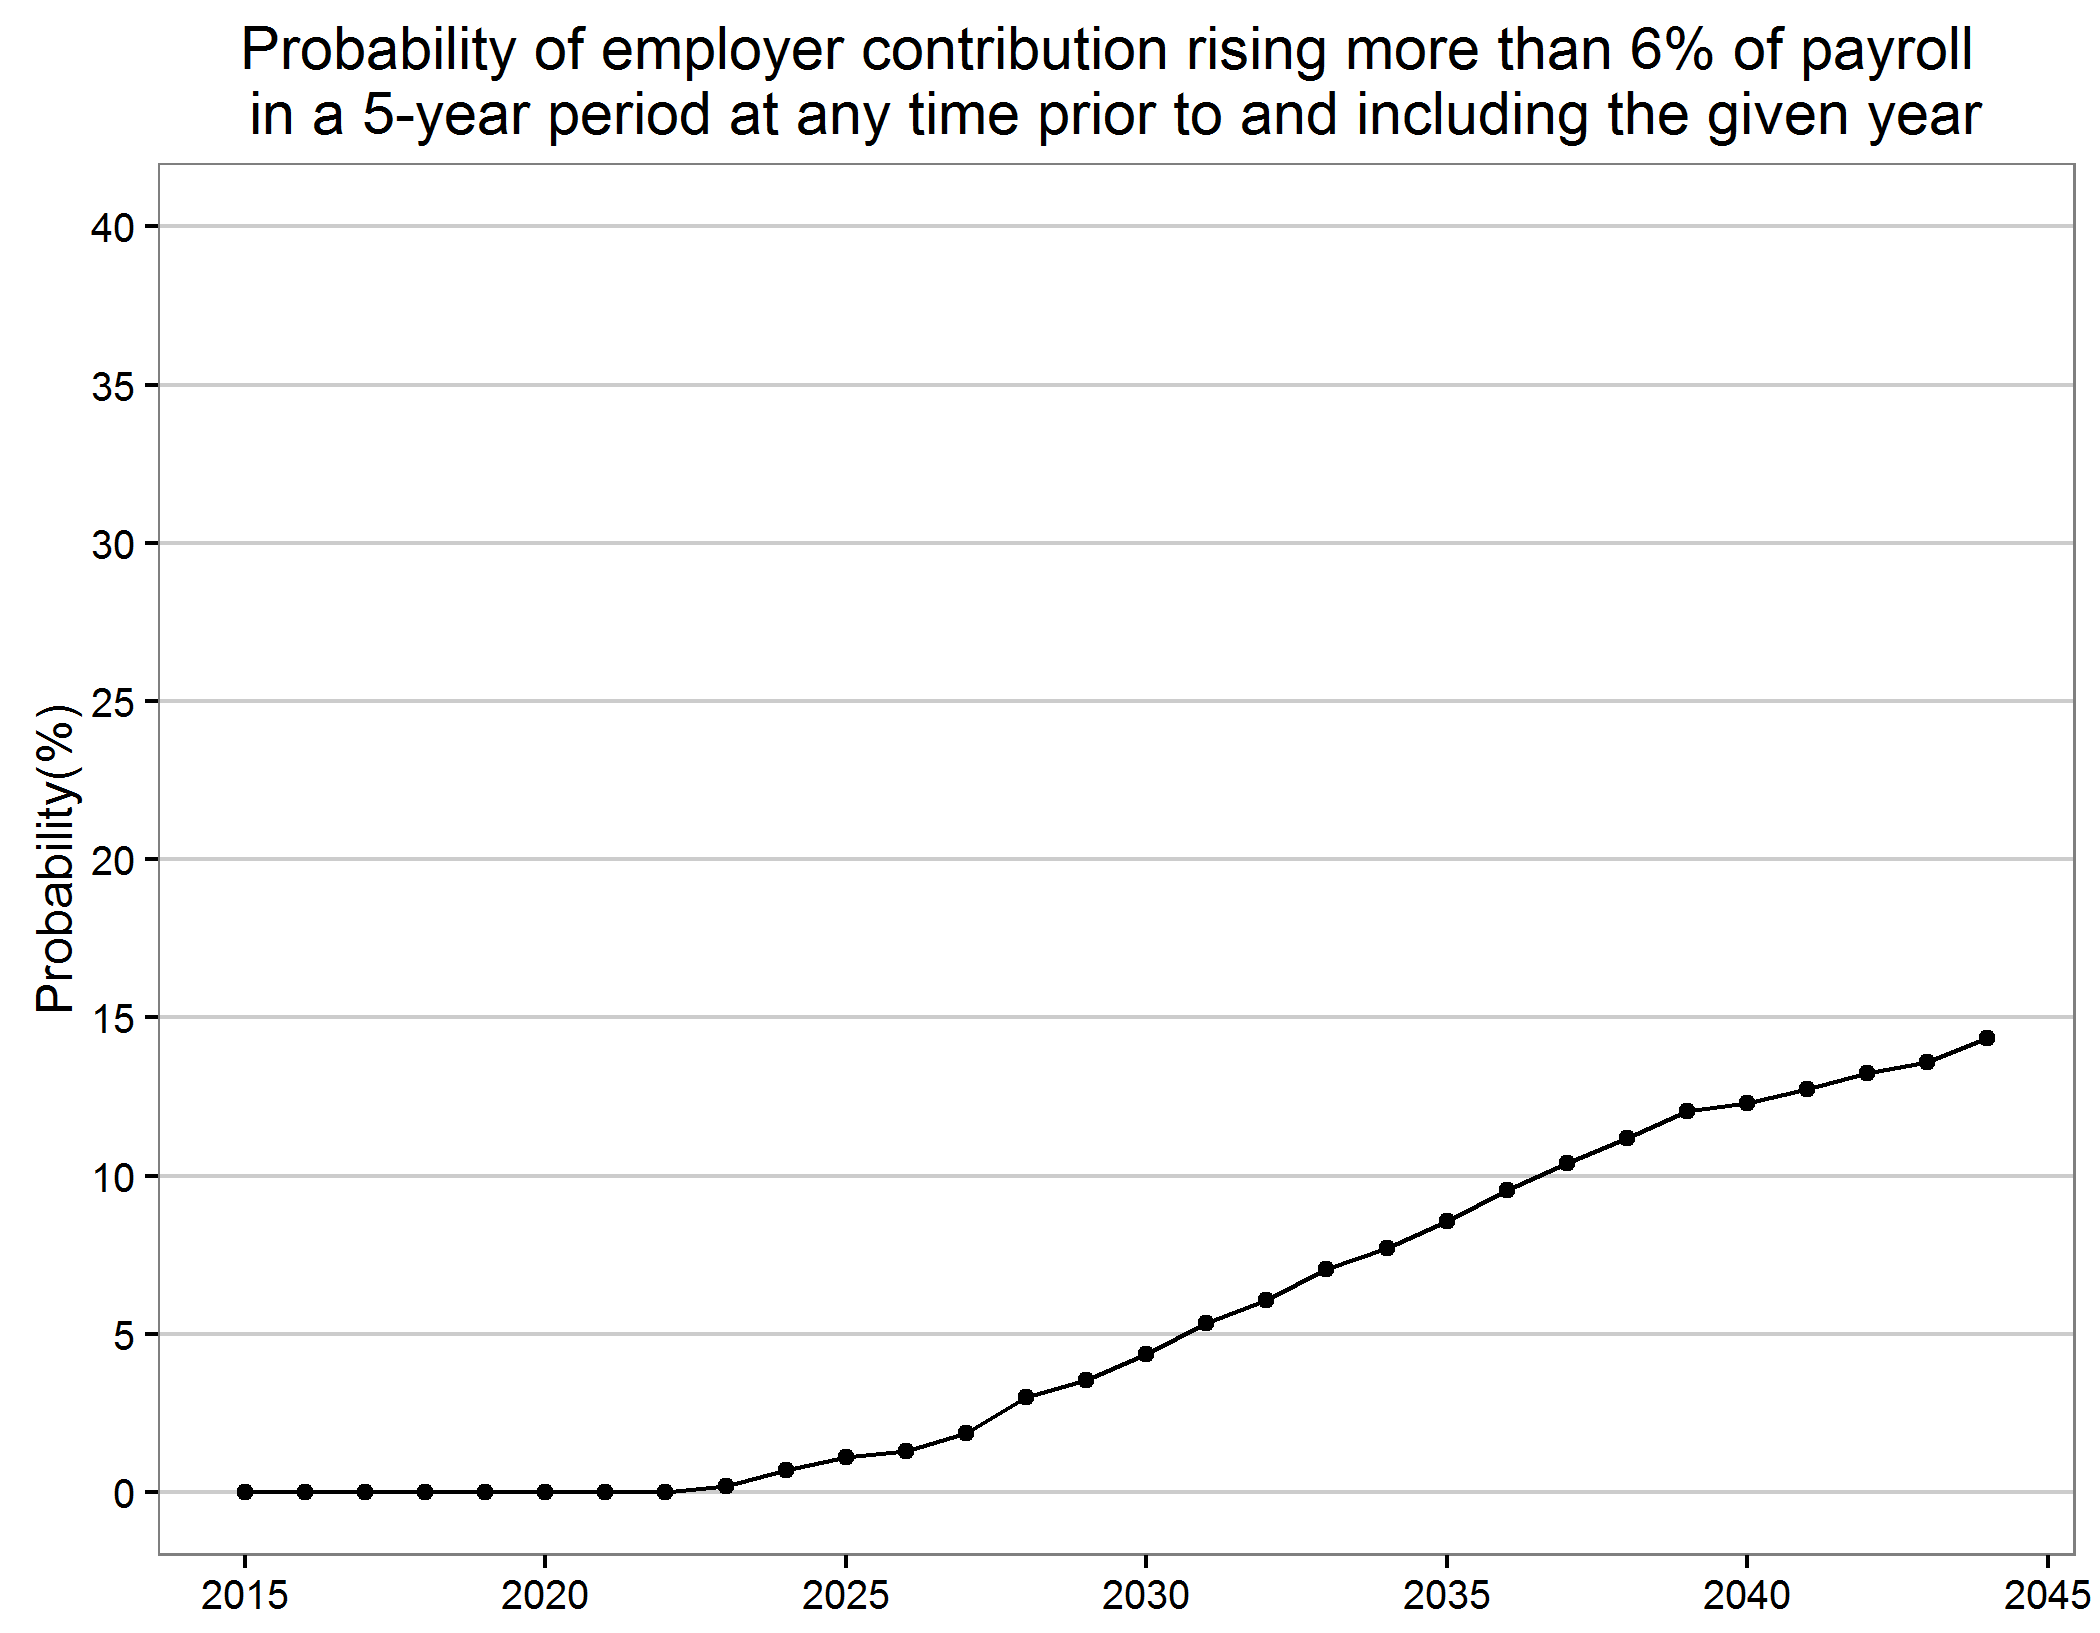 Probability of employer contribution rising more than 6% of payroll
in a 5-year period at any time prior to and including the given year
Probability(%)
40
35
30
25
20
15
10
5
0
2015 2020 2025 2030 2035 2040 2045